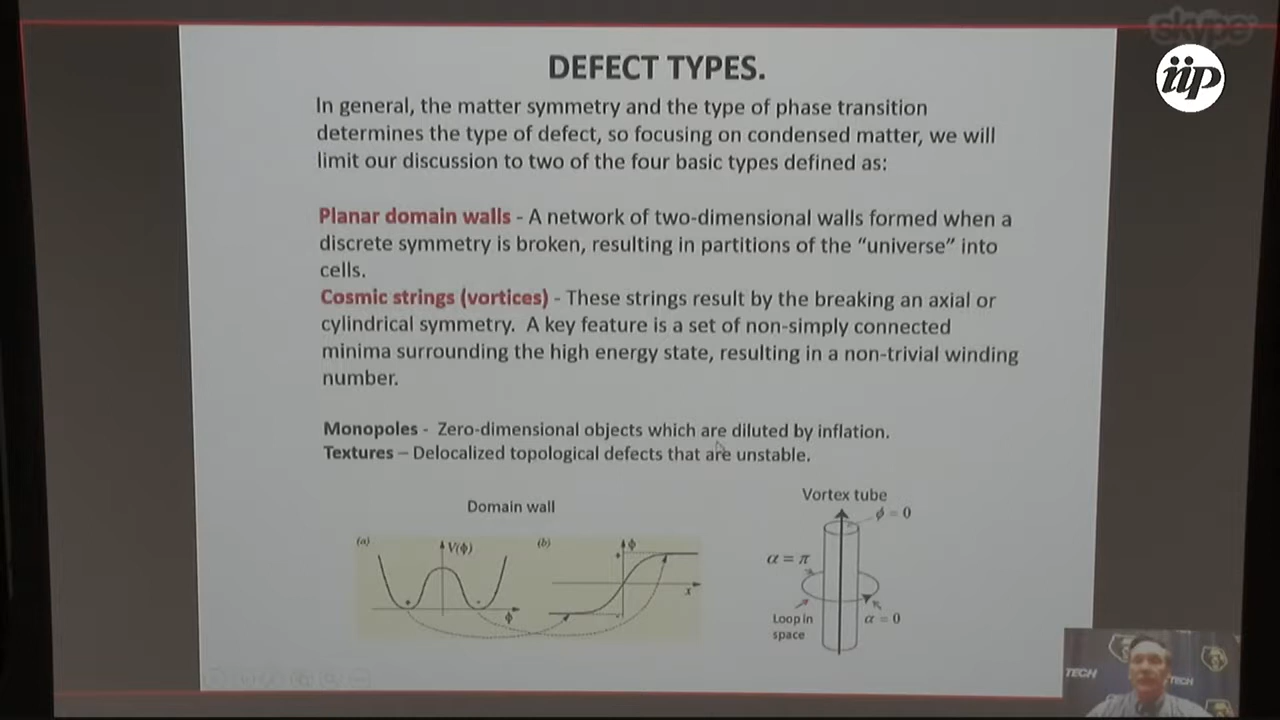 skype
iip
DEFECT TYPES.
In general, the matter symmetry and the type of phase transition
determines the type of defect, so focusing on condensed matter, we will
limit our discussion to two of the four basic types defined as:
Planar domain walls - A network of two-dimensional walls formed when a
discrete symmetry is broken, resulting in partitions of the “universe” into
cells.
Cosmic strings (vortices) - These strings result by the breaking an axial or
cylindrical symmetry. A key feature is a set of non-simply connected
minima surrounding the high energy state, resulting in a non-trivial winding
number.
Monopoles - Zero-dimensional objects which are diluted by inflation.
Textures – Delocalized topological defects that are unstable.
Domain wall
(a)
V(ϕ)
ϕ
(b)
ϕ
x
Vortex tube
ϕ = 0
α = π
Loop in
space
α = 0
TECH
TECH